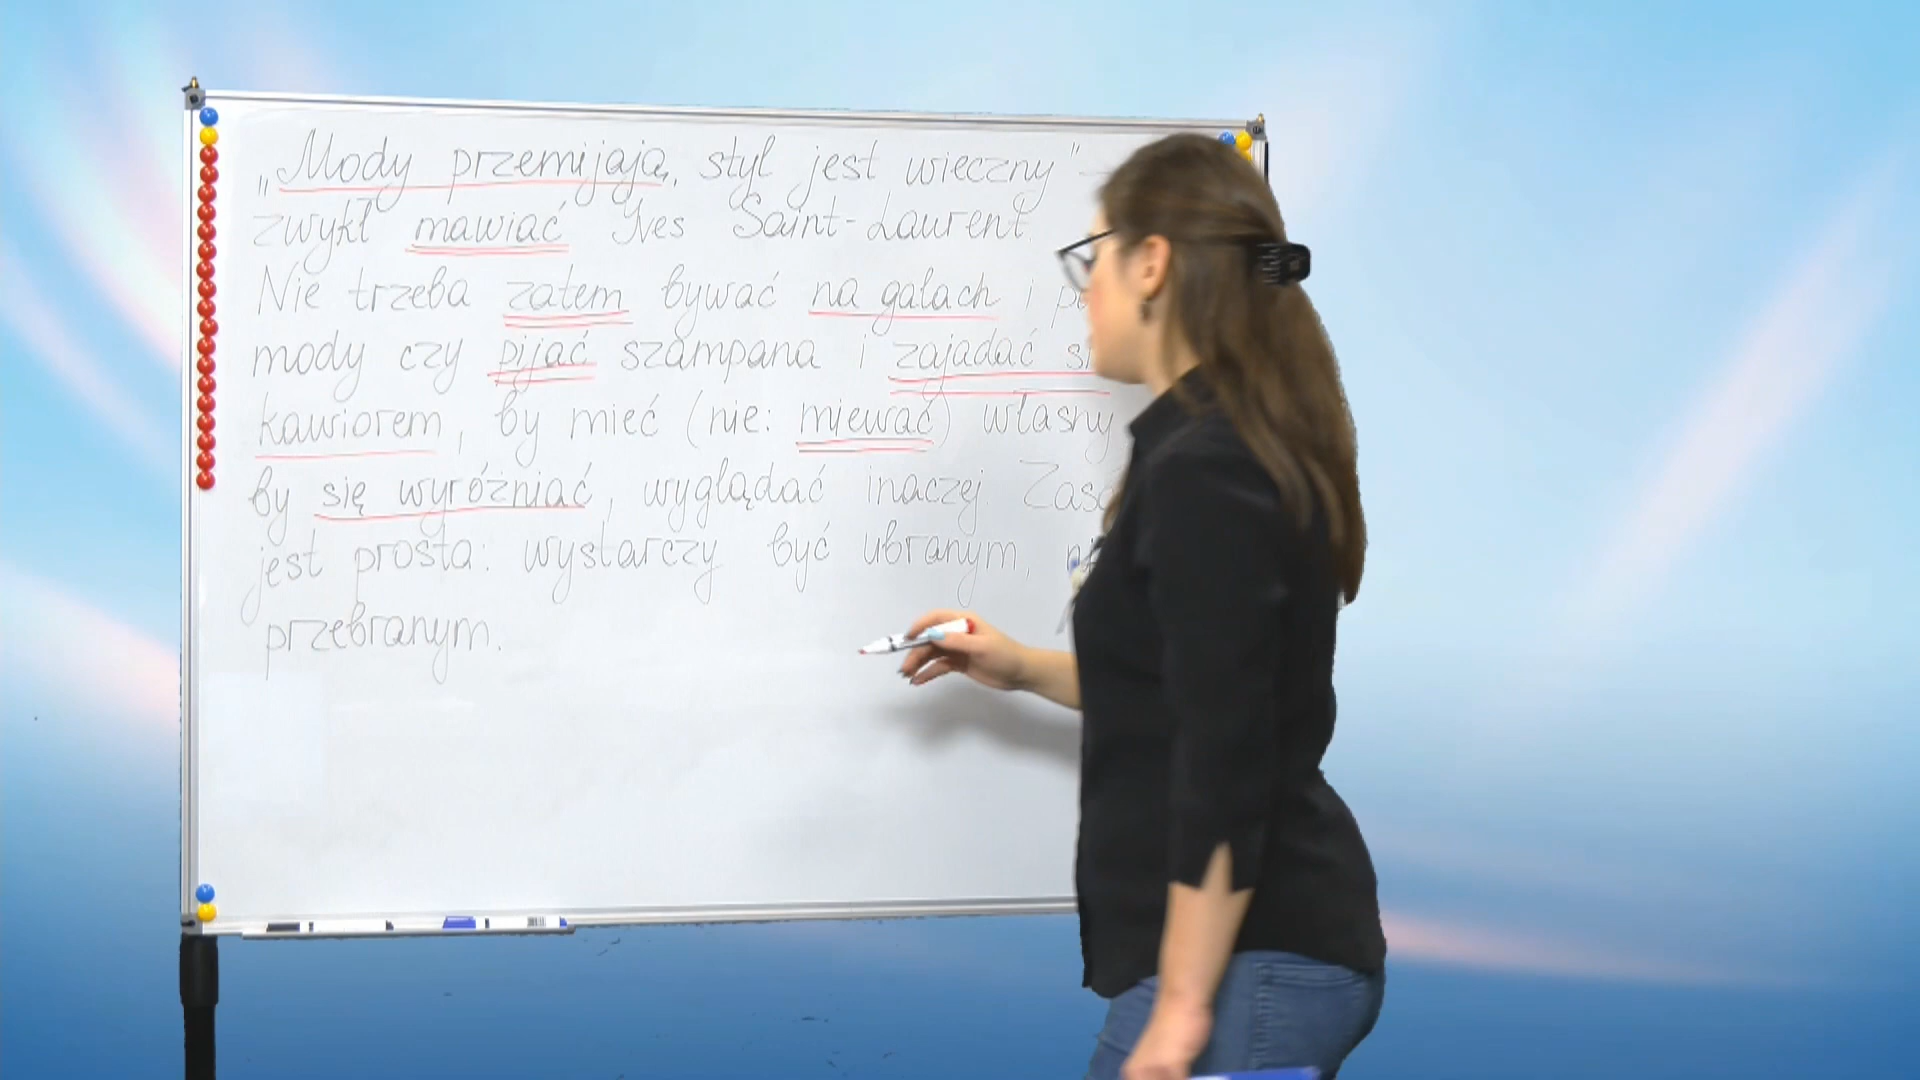 „Mody przemijają, styl jest wieczny” –
zwykł mawiać Yves Saint-Laurent.
Nie trzeba zatem bywać na galach i
mody czy pijać szampana i zajadać
kawiorem, by mieć (nie: miewać) własny
by się wyróżniać, wyglądać inaczej.
jest prosta: wystarczy być ubranym,
przebranym.